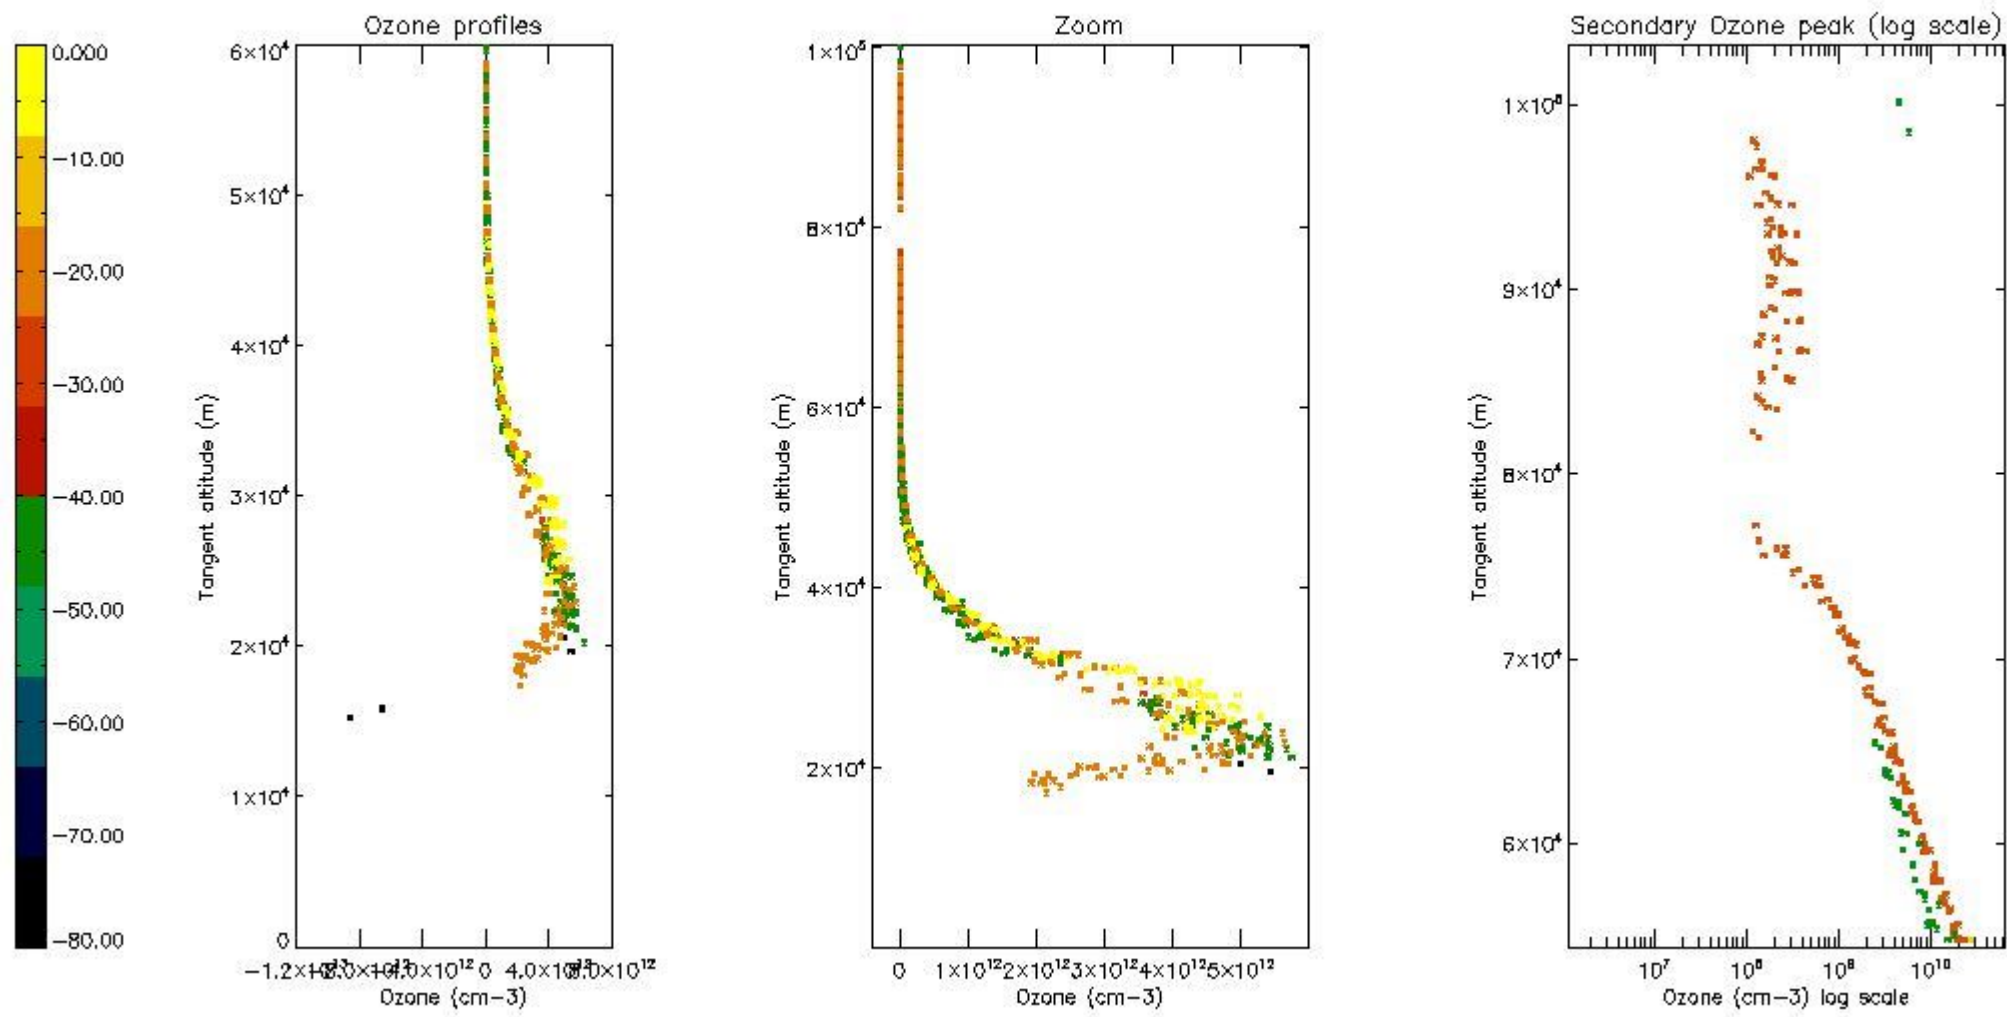 Ozone profiles
Zoom
Secondary Ozone peak (log scale)
0.000
−10.00
−20.00
−30.00
−40.00
−50.00
−60.00
−70.00
−80.00
6×10⁴
5×10⁴
4×10⁴
3×10⁴
2×10⁴
1×10⁴
0
Tangent altitude (m)
0 4.0×10¹²
Ozone (cm−3)
1×10⁵
8×10⁴
6×10⁴
4×10⁴
2×10⁴
Tangent altitude (m)
0 1×10¹² 2×10¹² 3×10¹² 4×10¹² 5×10¹²
Ozone (cm−3)
9×10⁴
8×10⁴
7×10⁴
6×10⁴
Tangent altitude (m)
10⁷ 10⁸ 10⁹ 10¹⁰
Ozone (cm−3) log scale